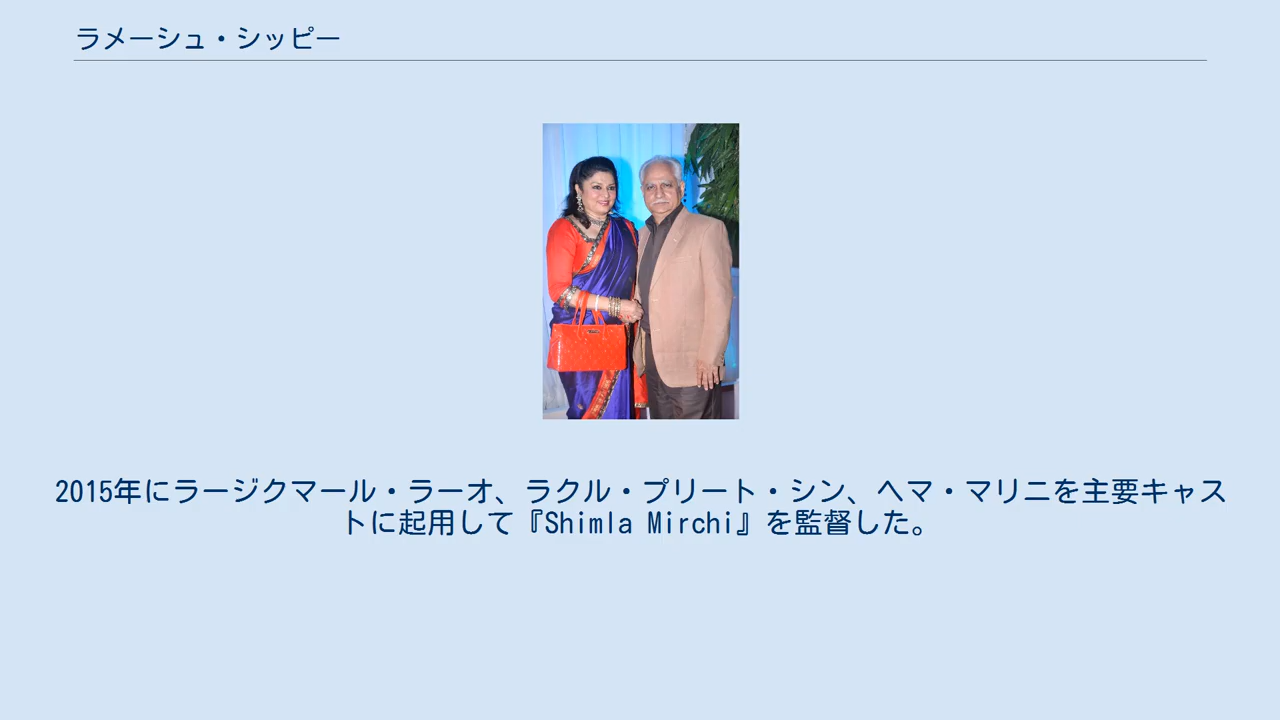 ラメーシュ・シッピー
2015年にラージクマール・ラーオ、ラクル・プリート・シン、ヘマ・マリニを主要キャス
トに起用して『Shimla Mirchi』を監督した。